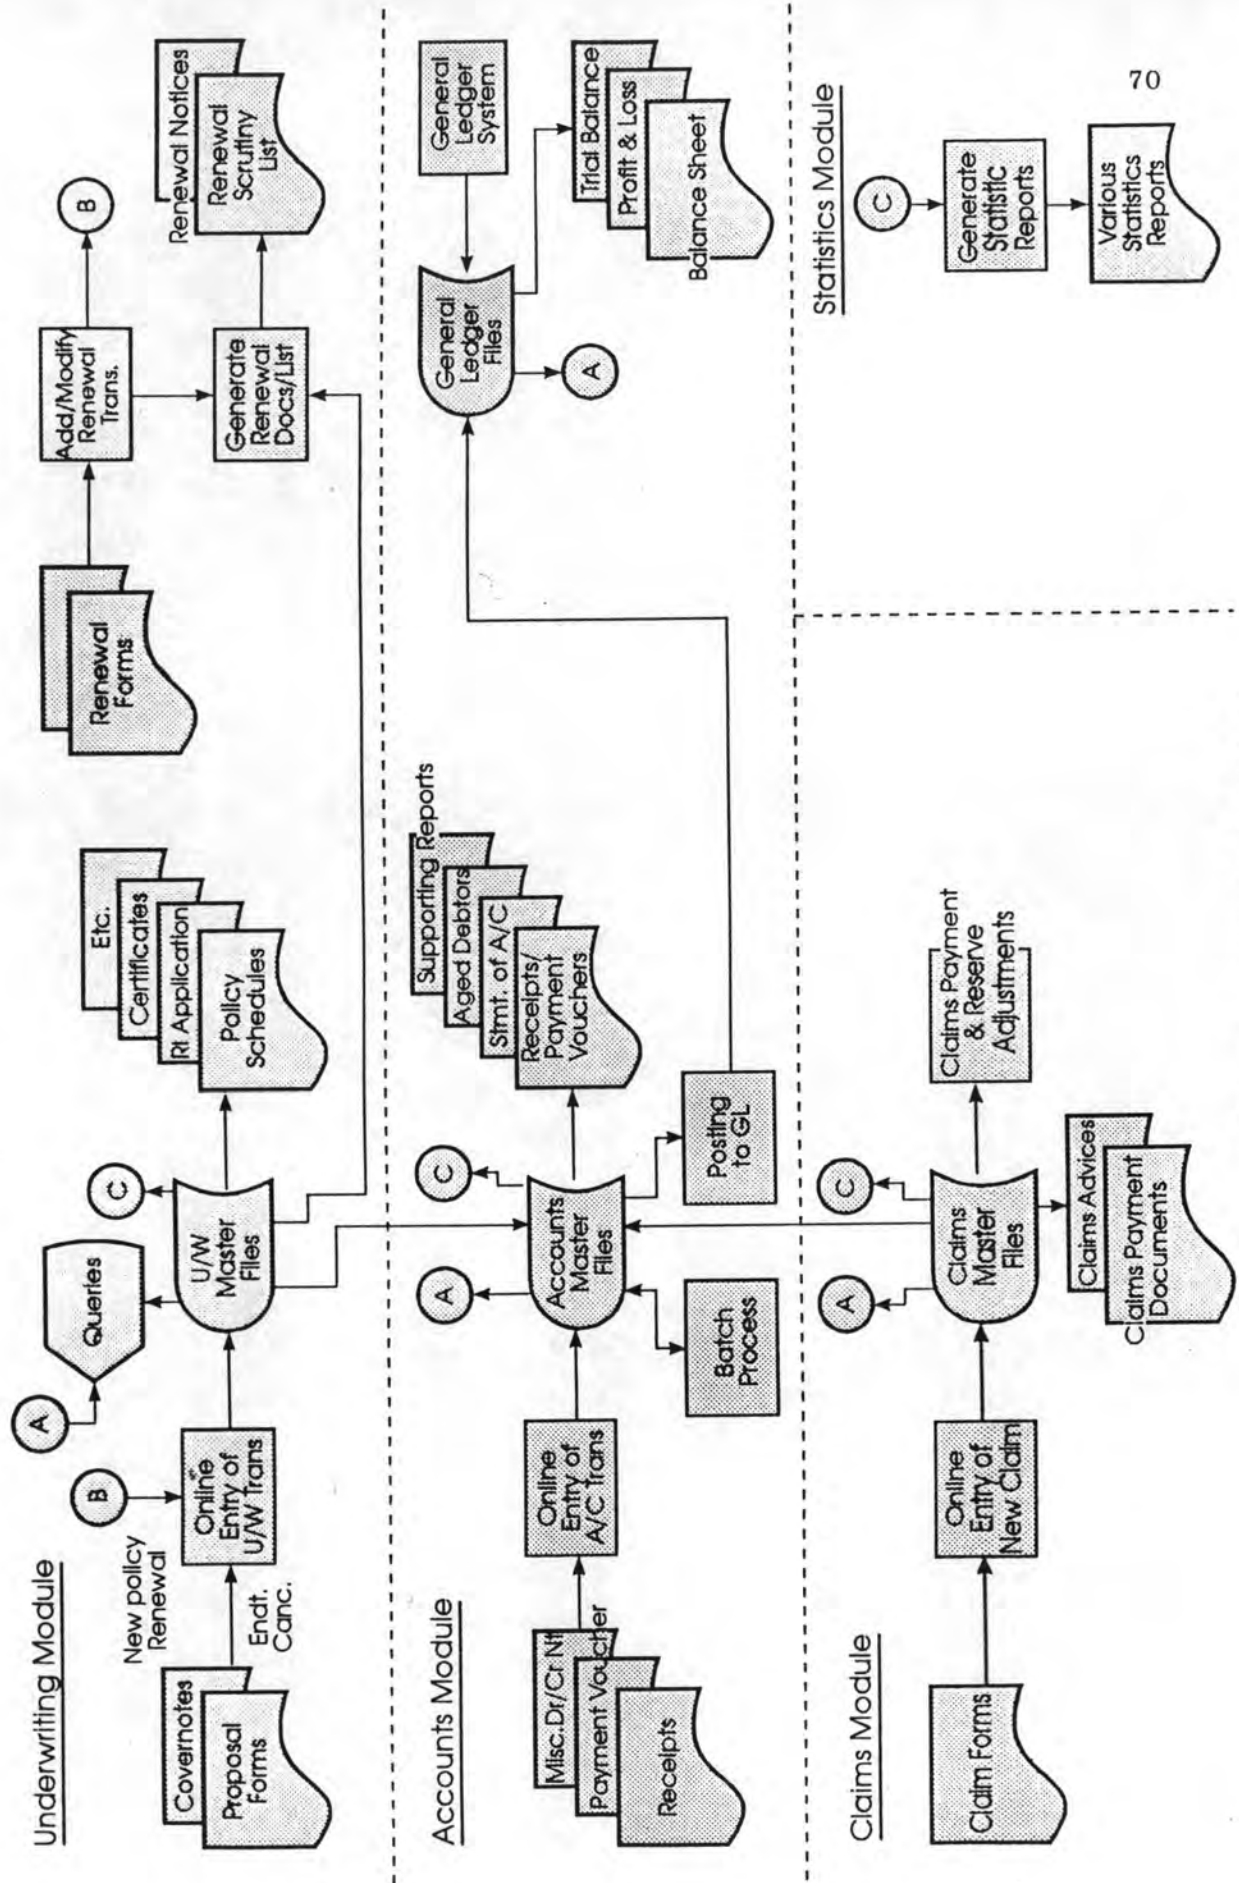 70
Underwriting Module
Covernotes
Proposal
Forms
New policy
Renewal
Endt.
Canc.
B
A
Online
Entry of
U/W Trans
Queries
C
U/W
Master
Files
Etc.
Certificates
RI Application
Policy
Schedules
Renewal
Forms
Add/Modify
Renewal
Trans.
B
Generate
Renewal
Docs/List
Renewal Notices
Renewal
Scrutiny
List
Accounts Module
Misc.Dr/Cr Nt
Payment Voucher
Receipts
Online
Entry of
A/C Trans
A
C
Accounts
Master
Files
Batch
Process
Posting
to GL
Supporting Reports
Aged Debtors
Stmt. of A/C
Receipts/
Payment
Vouchers
General
Ledger
Files
A
General
Ledger
System
Trial Balance
Profit & Loss
Balance Sheet
Claims Module
Claim Forms
Online
Entry of
New Claim
A
C
Claims
Master
Files
Claims Advices
Claims Payment
Documents
Claims Payment
& Reserve
Adjustments
Statistics Module
C
Generate
Statistic
Reports
Various
Statistics
Reports